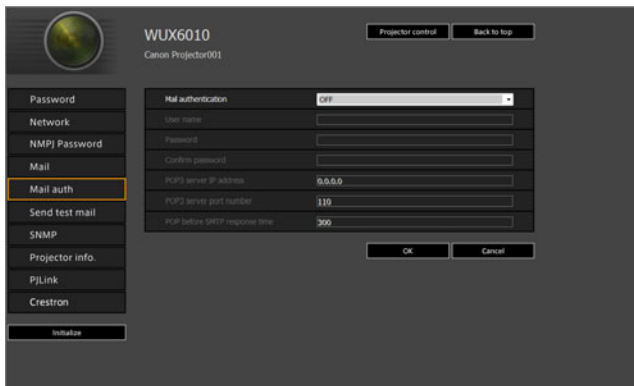 WUX6010
Canon Projector001
Projector control
Back to top
Password
Network
NMPJ Password
Mail
Mail auth
Send test mail
SNMP
Projector info.
PJLink
Crestron
Initialize
Mail authentication OFF
User name
Password
Confirm password
POP3 server IP address 0.0.0.0
POP3 server port number 110
POP before SMTP response time 300
OK
Cancel